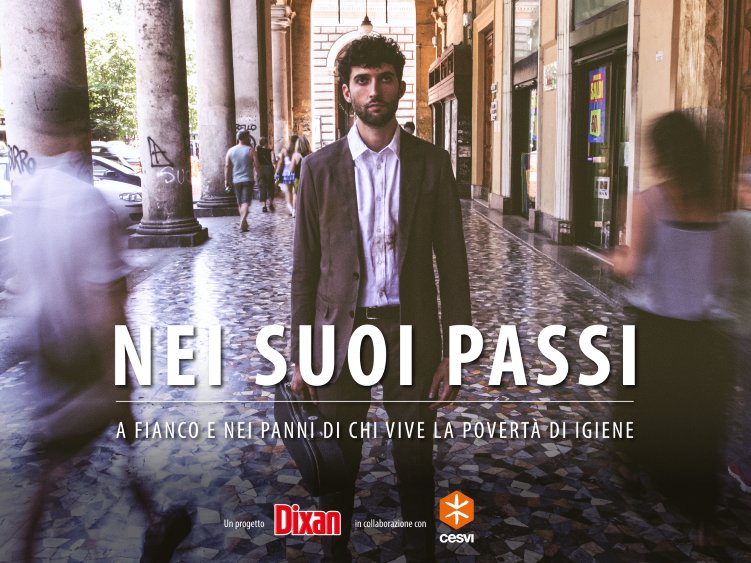 SALDI
NEI SUOI PASSI
A FIANCO E NEI PANNI DI CHI VIVE LA POVERTÀ DI IGIENE
Un progetto
Dixan
in collaborazione con
cesvi